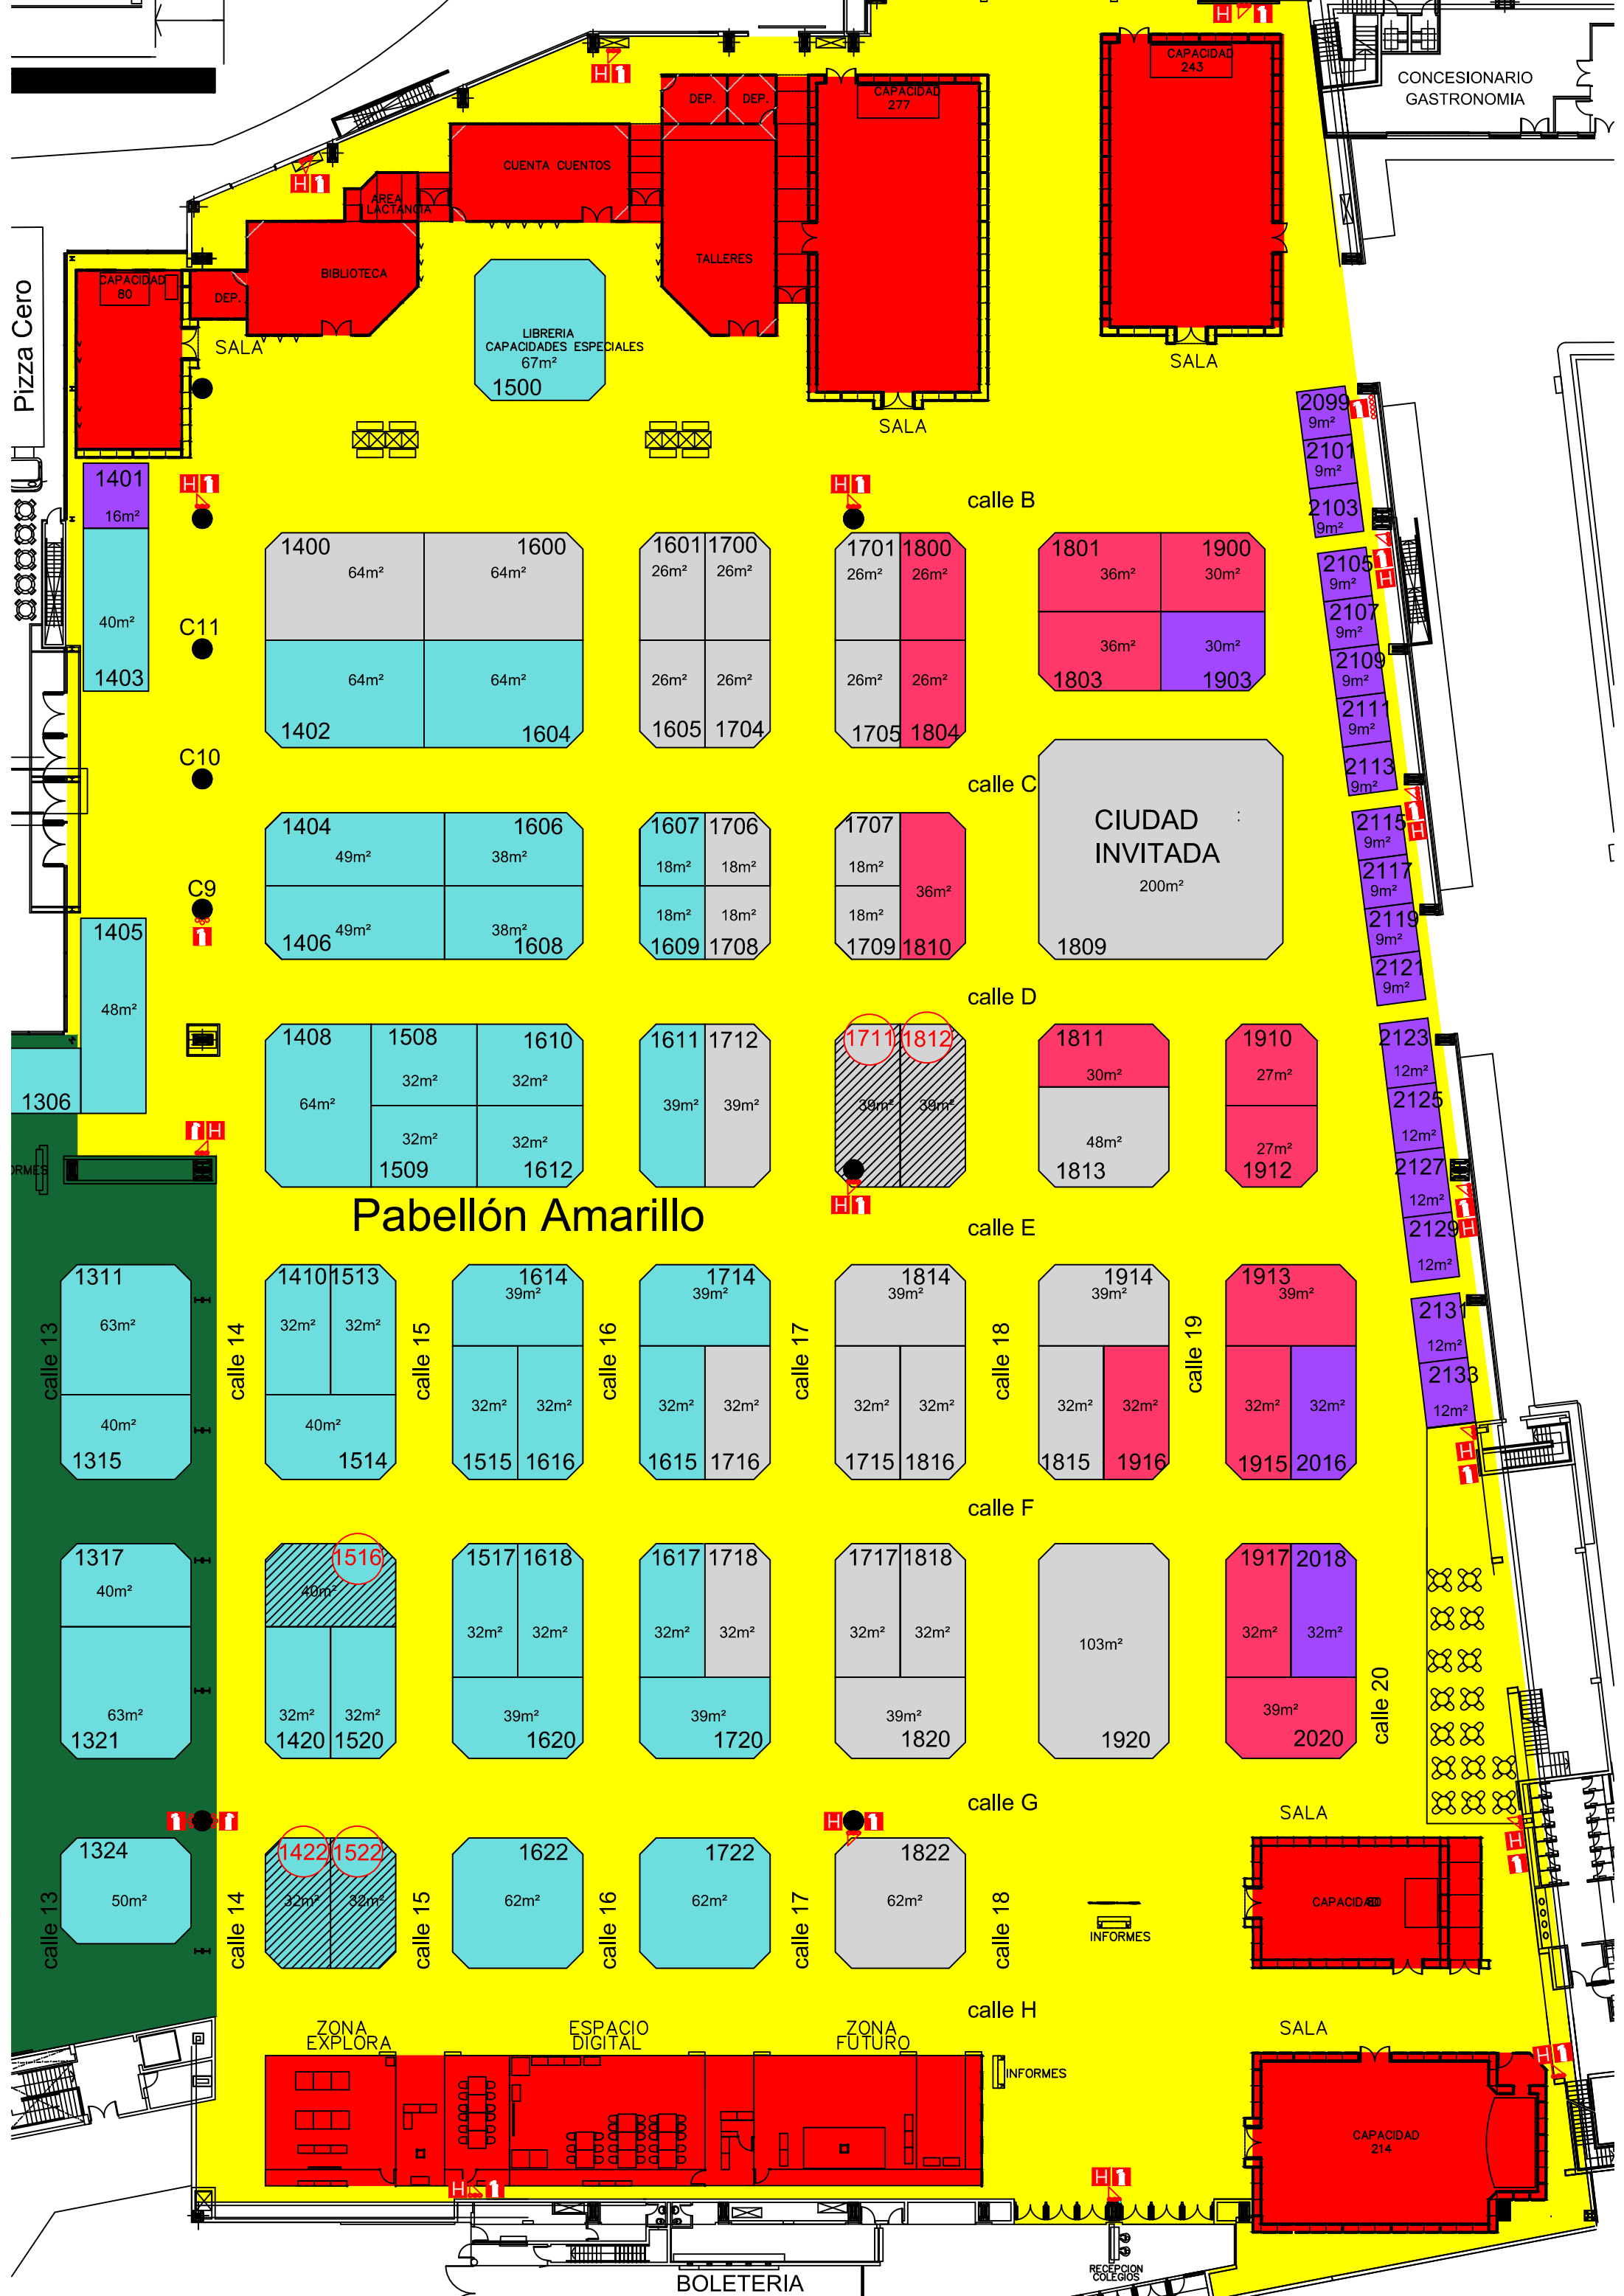 CONCESIONARIO
GASTRONOMIA
CAPACIDAD
243
CAPACIDAD
277
DEP.
DEP.
CUENTA CUENTOS
AREA
LACTANCIA
TALLERES
BIBLIOTECA
CAPACIDAD
80
DEP.
SALA
Pizza Cero
LIBRERIA
CAPACIDADES ESPECIALES
67m²
1500
SALA
SALA
2099
9m²
2101
9m²
2103
9m²
1401
16m²
40m²
1403
calle B
1400
64m²
1600
64m²
64m²
1402
64m²
1604
1601
26m²
1700
26m²
26m²
1605
26m²
1704
1701
26m²
1800
26m²
26m²
1705
26m²
1804
1801
36m²
1900
30m²
36m²
1803
30m²
1903
2105
9m²
2107
9m²
2109
9m²
2111
9m²
2113
9m²
C11
C10
C9
calle C
1404
49m²
1606
38m²
49m²
1406
38m²
1608
1607
18m²
1706
18m²
18m²
1609
18m²
1708
1707
18m²
36m²
18m²
1709
1810
CIUDAD
INVITADA
200m²
1809
2115
9m²
2117
9m²
2119
9m²
2121
9m²
1405
48m²
1306
calle D
1408
64m²
1508
32m²
1610
32m²
32m²
1509
32m²
1612
1611
39m²
1712
39m²
1711
39m²
1812
39m²
1811
30m²
48m²
1813
1910
27m²
27m²
1912
2123
12m²
2125
12m²
2127
12m²
2129
12m²
Pabellón Amarillo
calle E
1311
63m²
40m²
1315
1410
32m²
1513
32m²
40m²
1514
1614
39m²
32m²
1515
32m²
1616
1714
39m²
32m²
1615
32m²
1716
1814
39m²
32m²
1715
32m²
1816
1914
39m²
32m²
1815
32m²
1916
1913
39m²
32m²
1915
32m²
2016
2131
12m²
2133
12m²
calle 13
calle 14
calle 15
calle 16
calle 17
calle 18
calle 19
calle F
1317
40m²
63m²
1321
1516
40m²
32m²
1420
32m²
1520
1517
32m²
1618
32m²
39m²
1620
1617
32m²
1718
32m²
39m²
1720
1717
32m²
1818
32m²
39m²
1820
103m²
1920
1917
32m²
2018
32m²
39m²
2020
calle 20
calle G
1324
50m²
1422
32m²
1522
32m²
1622
62m²
1722
62m²
1822
62m²
calle 13
calle 14
calle 15
calle 16
calle 17
calle 18
INFORMES
SALA
CAPACIDAD
calle H
ZONA
EXPLORA
ESPACIO
DIGITAL
ZONA
FUTURO
INFORMES
SALA
CAPACIDAD
214
RECEPCION
COLEGIOS
BOLETERIA